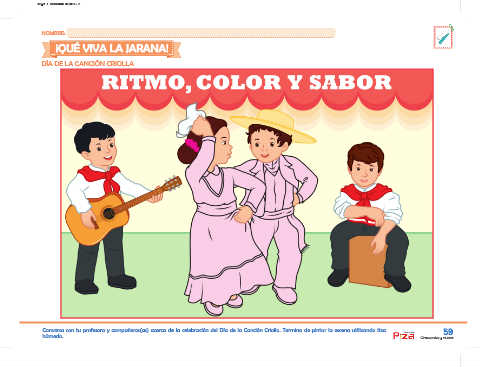 NOMBRE:
¡QUÉ VIVA LA JARANA!
DÍA DE LA CANCIÓN CRIOLLA
RITMO, COLOR Y SABOR
Conversa con tu profesora y compañeros(as) acerca de la celebración del Día de la Canción Criolla. Termina de pintar la escena utilizando tiza
húmeda.
59